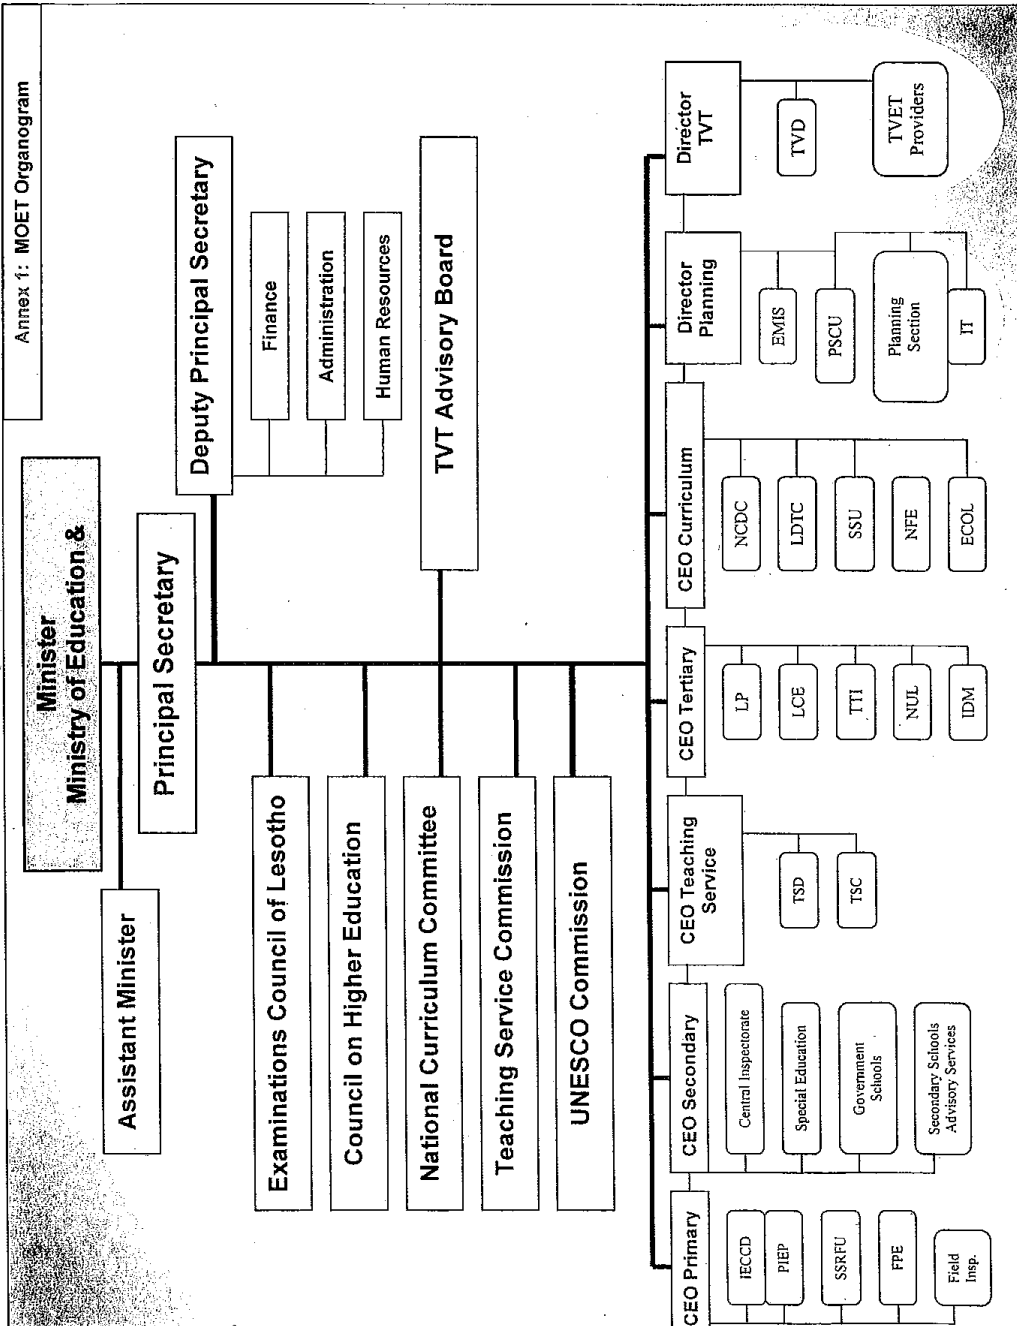 Annex 1: MOET Organogram
Minister
Ministry of Education &
Assistant Minister
Principal Secretary
Deputy Principal Secretary
Finance
Administration
Human Resources
Examinations Council of Lesotho
Council on Higher Education
National Curriculum Committee
TVT Advisory Board
Teaching Service Commission
UNESCO Commission
CEO Primary
IECCD
PIEP
SSRFU
FPE
Field
Insp.
CEO Secondary
Central Inspectorate
Special Education
Government
Schools
Secondary Schools
Advisory Services
CEO Teaching
Service
TSD
TSC
CEO Tertiary
LP
LCE
TTI
NUL
IDM
CEO Curriculum
NCDC
LDTC
SSU
NFE
ECOL
Director
Planning
EMIS
PSCU
Planning
Section
IT
Director
TVT
TVD
TVET
Providers